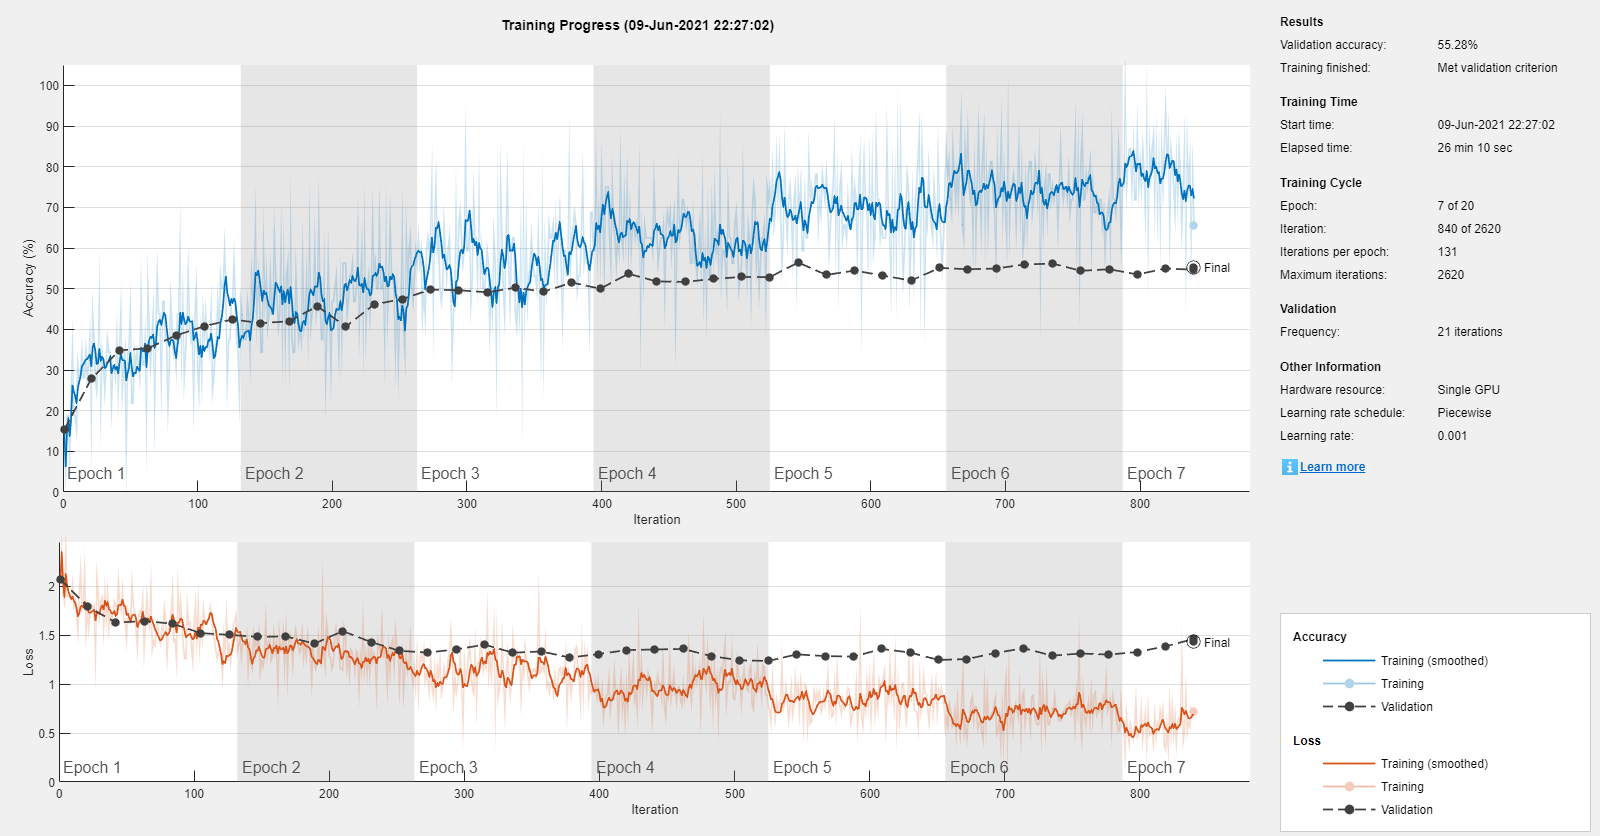 Training Progress (09-Jun-2021 22:27:02)
Accuracy (%)
100
90
80
70
60
50
40
30
20
10
0
Final
Epoch 1 Epoch 2 Epoch 3 Epoch 4 Epoch 5 Epoch 6 Epoch 7
0 100 200 300 400 500 600 700 800
Iteration
Loss
2
1.5
1
0.5
0
Final
Epoch 1 Epoch 2 Epoch 3 Epoch 4 Epoch 5 Epoch 6 Epoch 7
0 100 200 300 400 500 600 700 800
Iteration
Results
Validation accuracy: 55.28%
Training finished: Met validation criterion
Training Time
Start time: 09-Jun-2021 22:27:02
Elapsed time: 26 min 10 sec
Training Cycle
Epoch: 7 of 20
Iteration: 840 of 2620
Iterations per epoch: 131
Maximum iterations: 2620
Validation
Frequency: 21 iterations
Other Information
Hardware resource: Single GPU
Learning rate schedule: Piecewise
Learning rate: 0.001
i Learn more
Accuracy
Training (smoothed)
Training
Validation
Loss
Training (smoothed)
Training
Validation